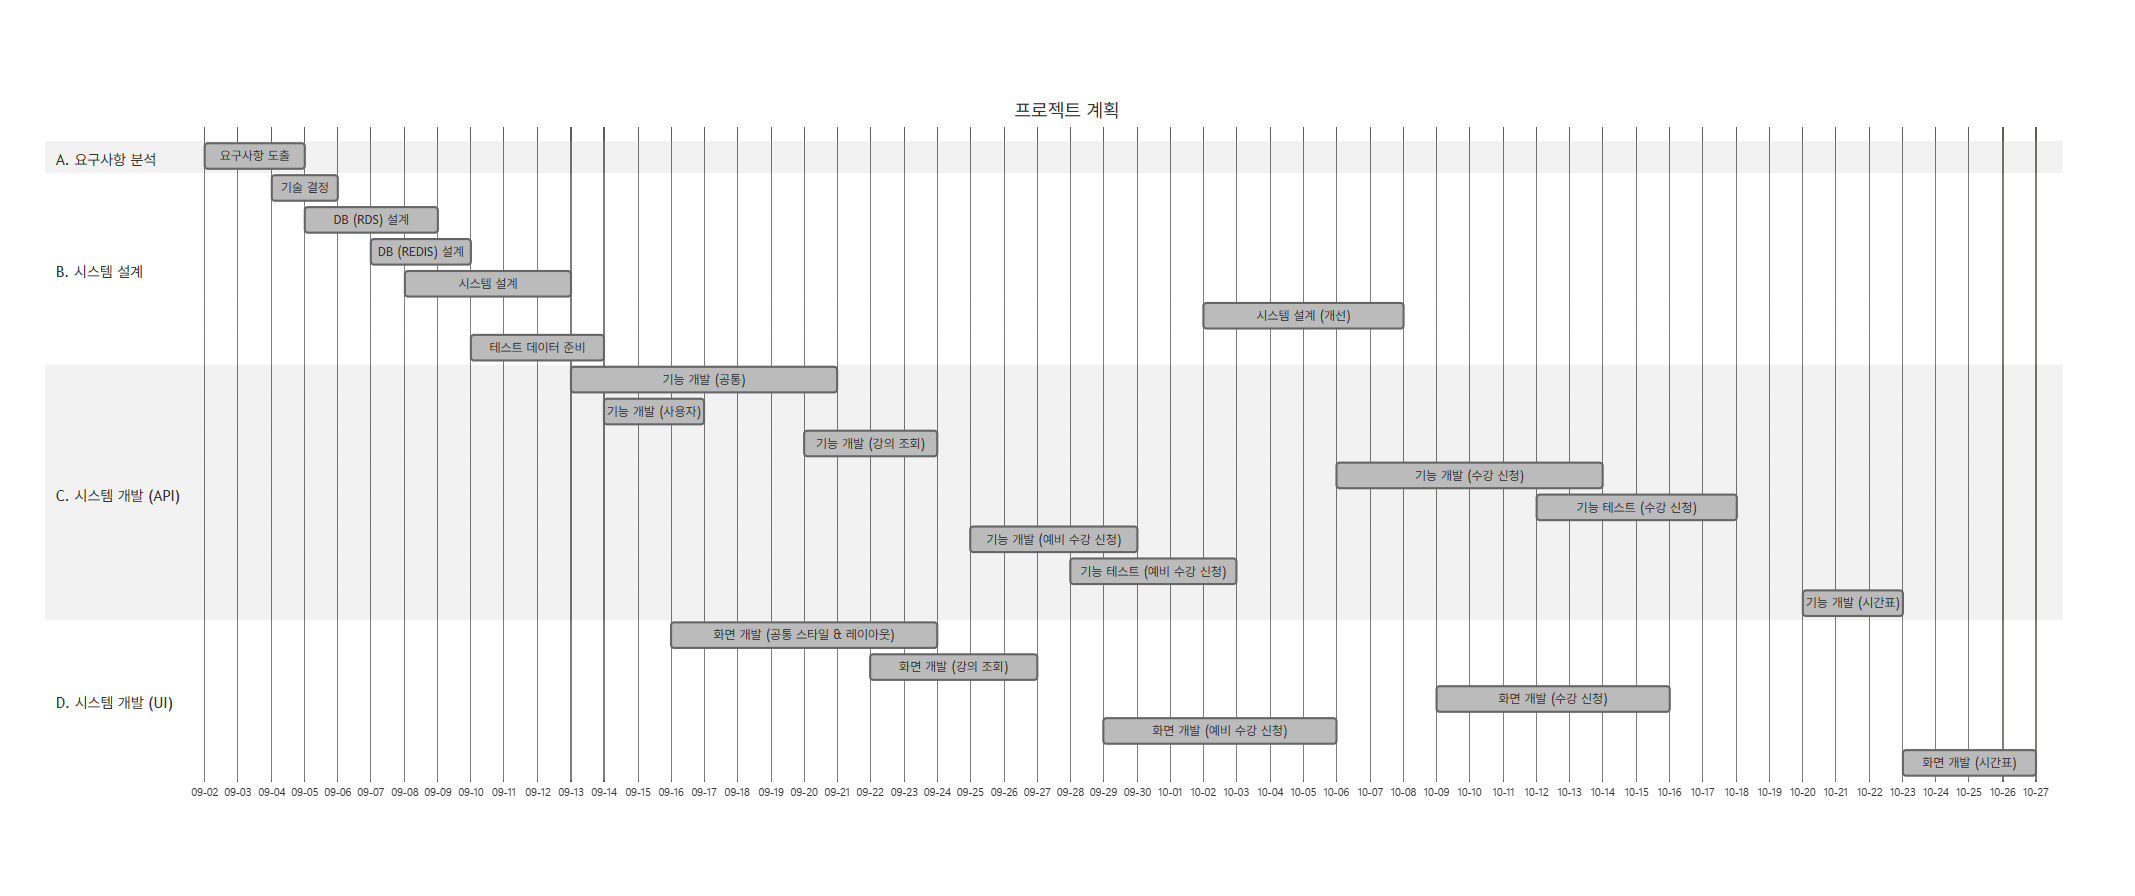 프로젝트 계획
A. 요구사항 분석
요구사항 도출
기술 결정
DB (RDS) 설계
DB (REDIS) 설계
B. 시스템 설계
시스템 설계
시스템 설계 (개선)
테스트 데이터 준비
기능 개발 (공통)
기능 개발 (사용자)
기능 개발 (강의 조회)
기능 개발 (수강 신청)
C. 시스템 개발 (API)
기능 테스트 (수강 신청)
기능 개발 (예비 수강 신청)
기능 테스트 (예비 수강 신청)
기능 개발 (시간표)
화면 개발 (공통 스타일 & 레이아웃)
화면 개발 (강의 조회)
화면 개발 (수강 신청)
D. 시스템 개발 (UI)
화면 개발 (예비 수강 신청)
화면 개발 (시간표)
09-02 09-03 09-04 09-05 09-06 09-07 09-08 09-09 09-10 09-11 09-12 09-13 09-14 09-15 09-16 09-17 09-18 09-19 09-20 09-21 09-22 09-23 09-24 09-25 09-26 09-27 09-28 09-29 09-30 10-01 10-02 10-03 10-04 10-05 10-06 10-07 10-08 10-09 10-10 10-11 10-12 10-13 10-14 10-15 10-16 10-17 10-18 10-19 10-20 10-21 10-22 10-23 10-24 10-25 10-26 10-27